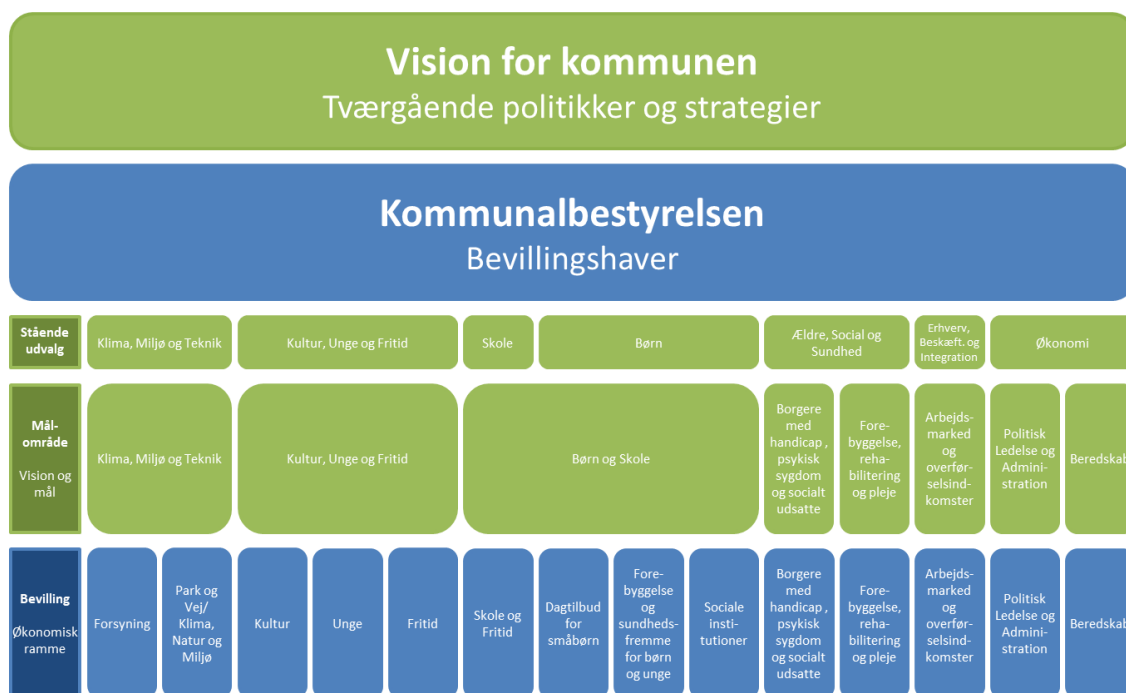 Vision for kommunen
Tværgående politikker og strategier
Kommunalbestyrelsen
Bevillingshaver
Stående
udvalg
Klima, Miljø og Teknik
Kultur, Unge og Fritid
Skole
Børn
Ældre, Social og
Sundhed
Erhverv,
Beskæft. og
Integration
Økonomi
Mål-
område
Vision og
mål
Klima, Miljø og Teknik
Kultur, Unge og Fritid
Børn og Skole
Borgere
med
handicap ,
psykisk
sygdom
og socialt
udsatte
Fore-
byggelse,
reha-
bilitering
og pleje
Arbejds-
marked
og
overfør-
selsind-
komster
Politisk
Ledelse og
Admini-
stration
Beredskab
Bevilling
Økonomisk
ramme
Forsyning
Park og
Vej/
Klima,
Natur og
Miljø
Kultur
Unge
Fritid
Skole og
Fritid
Dagtilbud
for
småbørn
Fore-
byggelse
og
sundheds-
fremme
for børn
og unge
Sociale
insti-
tutioner
Borgere
med
handicap ,
psykisk
sygdom
og socialt
udsatte
Fore-
byggelse,
reha-
bilitering
og pleje
Arbejds-
marked
og
overfør-
selsind-
komster
Politisk
Ledelse og
Admini-
stration
Beredskab